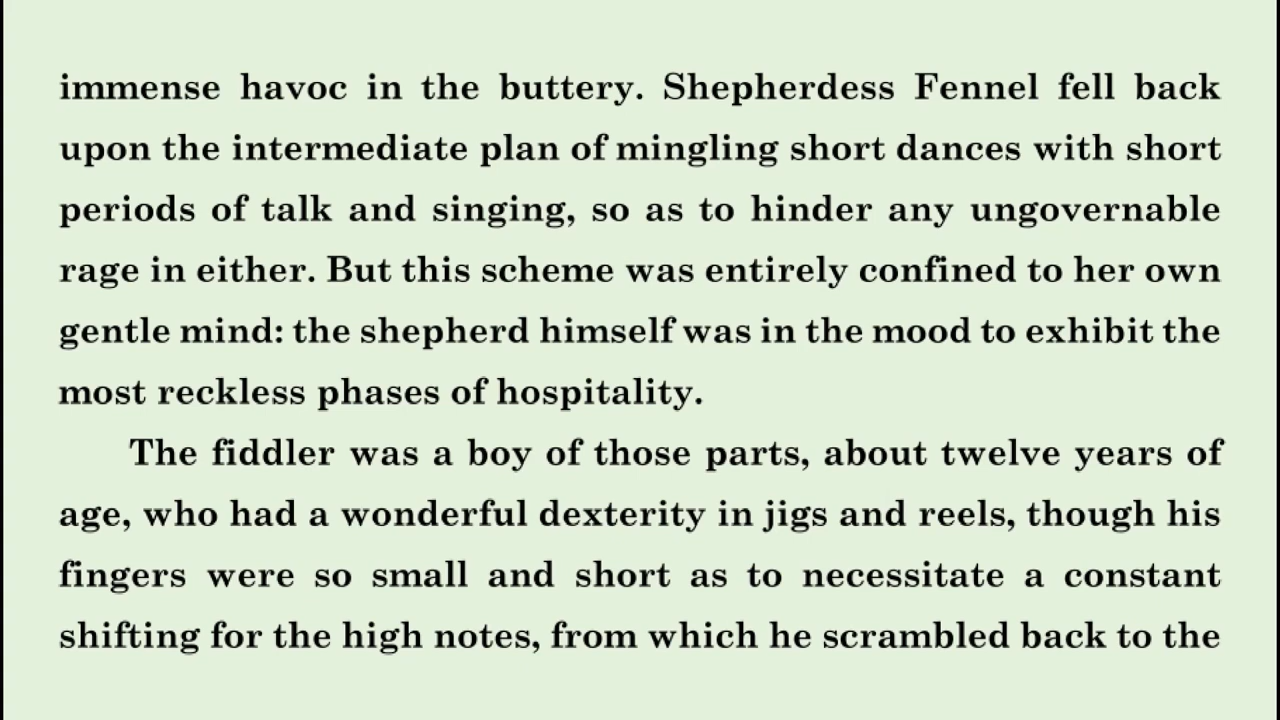 immense havoc in the buttery. Shepherdess Fennel fell back
upon the intermediate plan of mingling short dances with short
periods of talk and singing, so as to hinder any ungovernable
rage in either. But this scheme was entirely confined to her own
gentle mind: the shepherd himself was in the mood to exhibit the
most reckless phases of hospitality.
The fiddler was a boy of those parts, about twelve years of
age, who had a wonderful dexterity in jigs and reels, though his
fingers were so small and short as to necessitate a constant
shifting for the high notes, from which he scrambled back to the